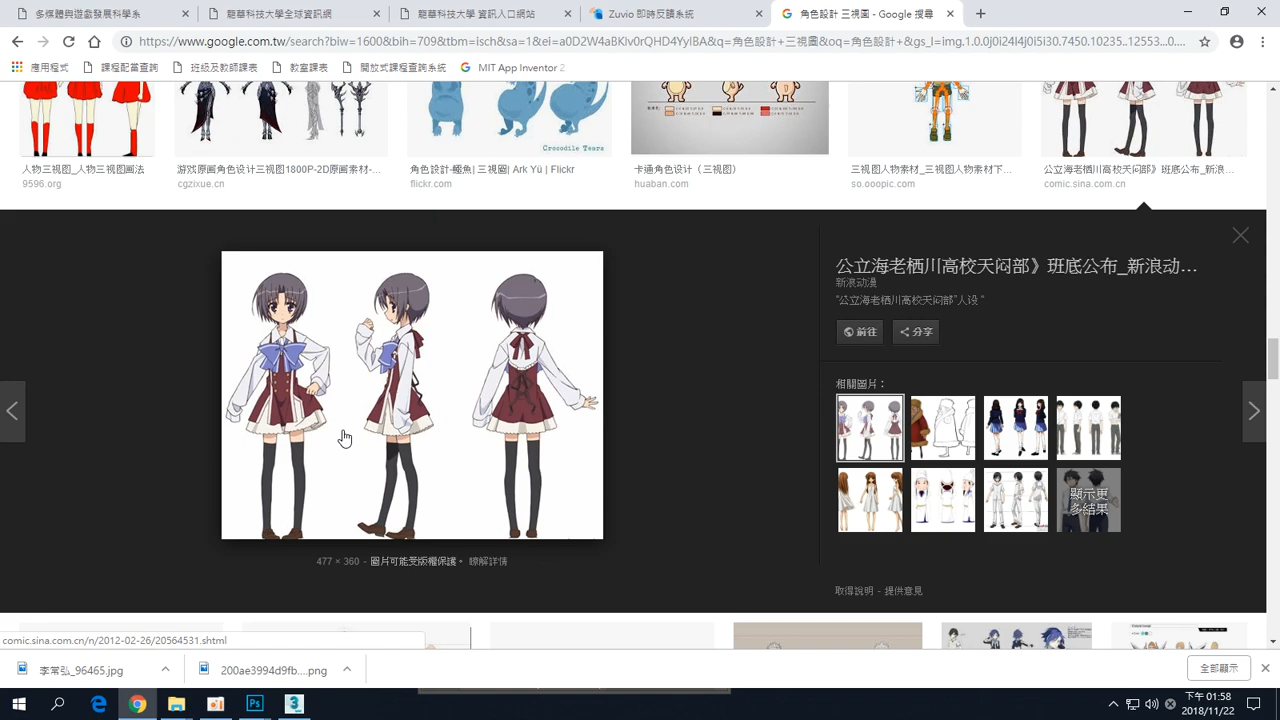 多媒體與遊戲發展科學系
龍華科技大學全球資訊網
龍華科技大學 資訊入口網站
Zuvio 即時反饋系統
角色設計 三視圖 - Google 搜尋
https://www.google.com.tw/search?biw=1600&bih=709&tbm=isch&sa=1&ei=a0D2W4aBKIv0rQHD4YyIBA&q=角色設計+三視圖&oq=角色設計+&gs_l=img.1.0.0j0i24l4j0i5i30.7450.10235..12553...0....
應用程式
課程配當查詢
班級及教師課表
教室課表
開放式課程查詢系統
MIT App Inventor 2
Crocodile Tears
人物三视图_人物三视图画法
9596.org
游戏原画角色设计三视图1800P-2D原画素材-...
cgzixue.cn
角色設計-鱷魚| 三視圖| Ark Yü | Flickr
flickr.com
卡通角色设计（三视图）
huaban.com
三视图人物素材_三视图人物素材下...
so.ooopic.com
公立海老栖川高校天闷部》班底公布_新浪...
comic.sina.com.cn
公立海老栖川高校天闷部》班底公布_新浪动...
新浪动漫
"公立海老栖川高校天闷部"人设 "
前往
分享
相關圖片：
顯示更
多結果
477 × 360 - 圖片可能受版權保護。 瞭解詳情
取得說明 - 提供意見
comic.sina.com.cn/n/2012-02-26/20564531.shtml
李常弘_96465.jpg
200ae3994d9fb....png
全部顯示
下午 01:58
2018/11/22